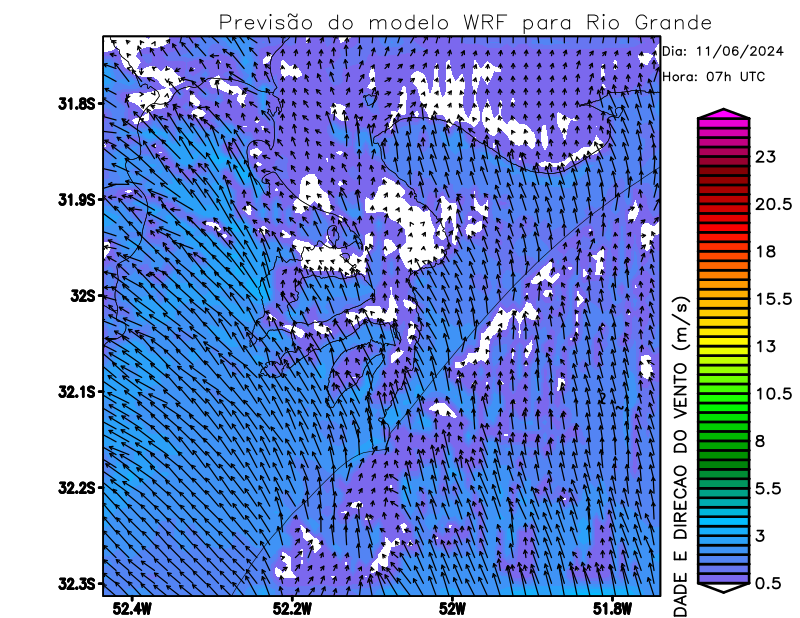 Previsão do modelo WRF para Rio Grande
Dia: 11/06/2024
Hora: 07h UTC
31.8S
31.9S
32S
32.1S
32.2S
32.3S
52.4W
52.2W
52W
51.8W
23
20.5
18
15.5
13
10.5
8
5.5
3
0.5
DADE E DIRECAO DO VENTO (m/s)